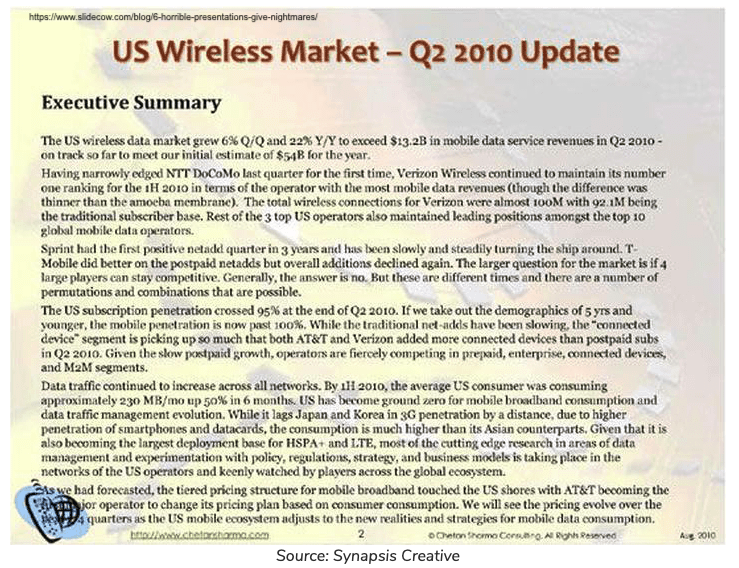 https://www.slidecow.com/blog/6-horrible-presentations-give-nightmares/
US Wireless Market – Q2 2010 Update
Executive Summary
The US wireless data market grew 6% Q/Q and 22% Y/Y to exceed $13.2B in mobile data service revenues in Q2 2010 -
on track so far to meet our initial estimate of $54B for the year.
Having narrowly edged NTT DoCoMo last quarter for the first time, Verizon Wireless continued to maintain its number
one ranking for the 1H 2010 in terms of the operator with the most mobile data revenues (though the difference was
thinner than the amoeba membrane). The total wireless connections for Verizon were almost 100M with 92.1M being
the traditional subscriber base. Rest of the 3 top US operators also maintained leading positions amongst the top 10
global mobile data operators.
Sprint had the first positive netadd quarter in 3 years and has been slowly and steadily turning the ship around. T-
Mobile did better on the postpaid netadds but overall additions declined again. The larger question for the market is if 4
large players can stay competitive. Generally, the answer is no. But these are different times and there are a number of
permutations and combinations that are possible.
The US subscription penetration crossed 95% at the end of Q2 2010. If we take out the demographics of 5 yrs and
younger, the mobile penetration is now past 100%. While the traditional net-adds have been slowing, the "connected
device" segment is picking up so much that both AT&T and Verizon added more connected devices than postpaid subs
in Q2 2010. Given the slow postpaid growth, operators are fiercely competing in prepaid, enterprise, connected devices,
and M2M segments.
Data traffic continued to increase across all networks. By 1H 2010, the average US consumer was consuming
approximately 230 MB/mo up 50% in 6 months. US has become ground zero for mobile broadband consumption and
data traffic management evolution. While it lags Japan and Korea in 3G penetration by a distance, due to higher
penetration of smartphones and datacards, the consumption is much higher than its Asian counterparts. Given that it is
also becoming the largest deployment base for HSPA+ and LTE, most of the cutting edge research in areas of data
management and experimentation with policy, regulations, strategy, and business models is taking place in the
networks of the US operators and keenly watched by players across the global ecosystem.
As we had forecasted, the tiered pricing structure for mobile broadband touched the US shores with AT&T becoming the
operator to change its pricing plan based on consumer consumption. We will see the pricing evolve over the
quarters as the US mobile ecosystem adjusts to the new realities and strategies for mobile data consumption.
http://www.chetansharma.com
2
© Chetan Sharma Consulting, All Rights Reserved
Aug, 2010
Source: Synapsis Creative